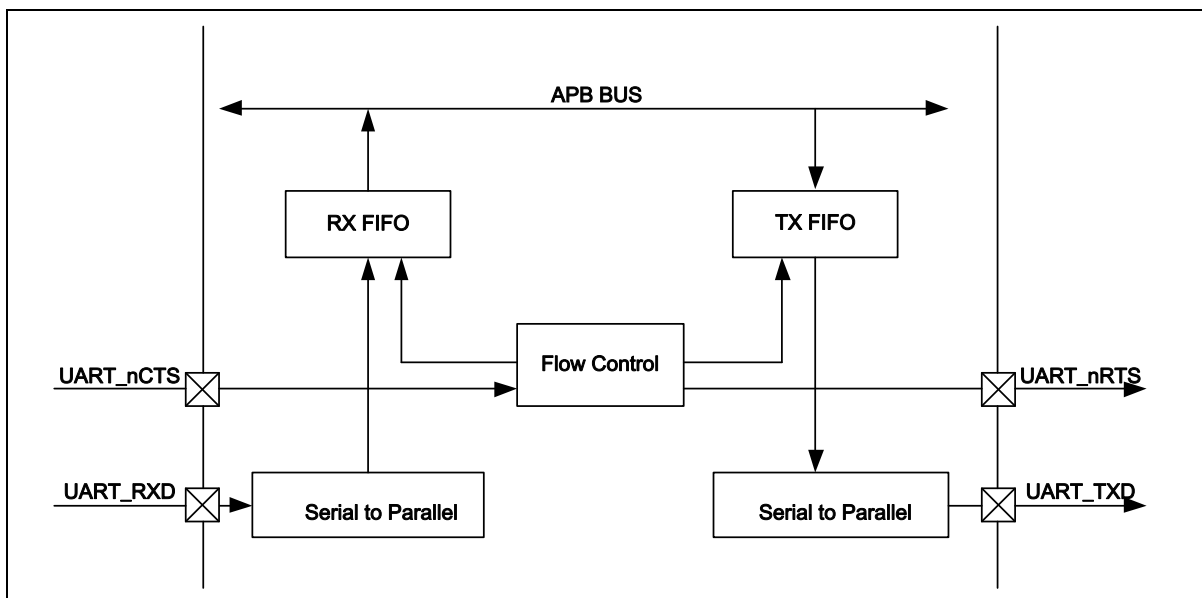 APB BUS
RX FIFO
TX FIFO
Flow Control
UART_nCTS
UART_nRTS
UART_RXD
UART_TXD
Serial to Parallel
Serial to Parallel